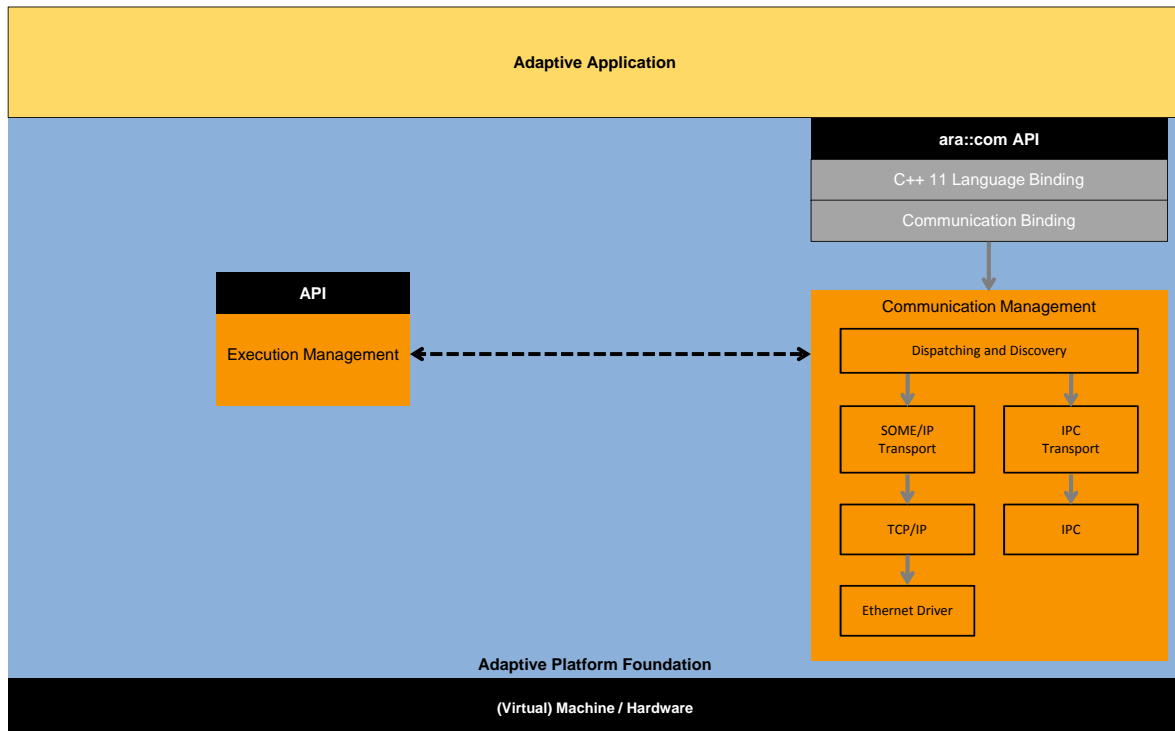 Adaptive Application
ara::com API
C++ 11 Language Binding
Communication Binding
API
Execution Management
Communication Management
Dispatching and Discovery
SOME/IP
Transport
IPC
Transport
TCP/IP
IPC
Ethernet Driver
Adaptive Platform Foundation
(Virtual) Machine / Hardware